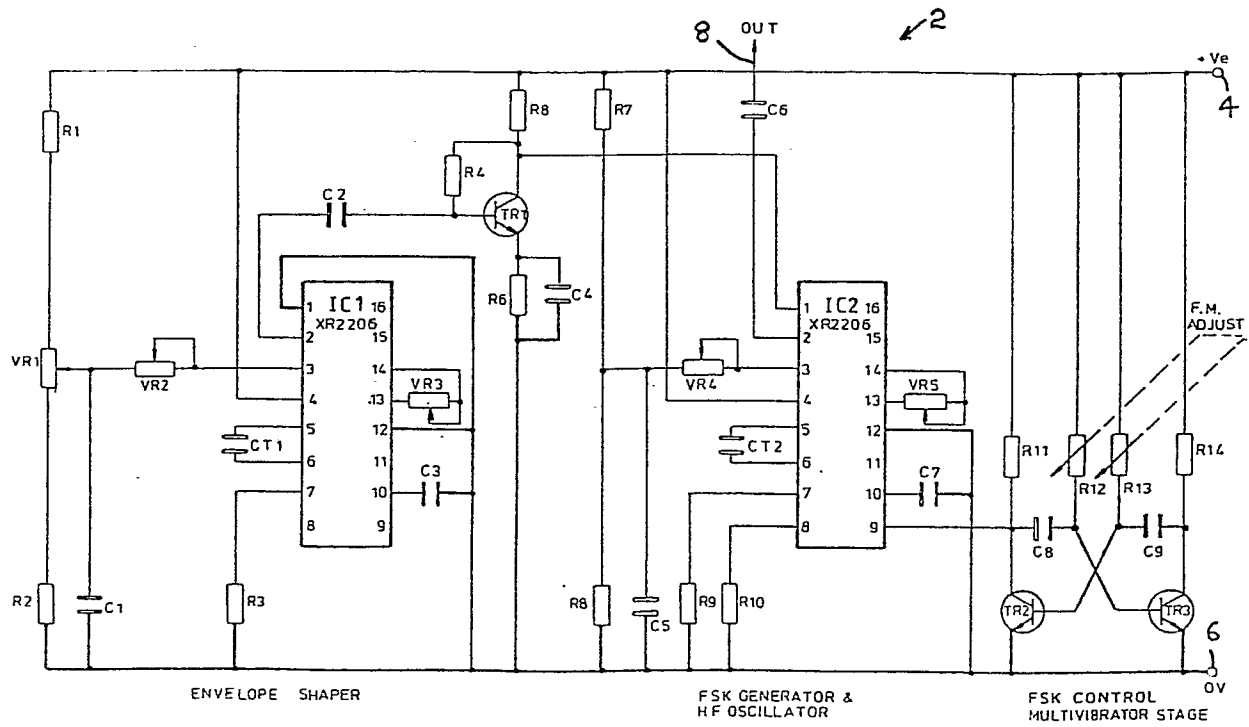 2
8
OUT
+Ve
4
R1
R8
R7
C6
R4
C2
TR1
R6
C4
IC1
XR2206
1 16
2 15
3 14
4 13
5 12
6 11
7 10
8 9
VR1
VR2
VR3
CT1
C3
R2
C1
R3
IC2
XR2206
1 16
2 15
3 14
4 13
5 12
6 11
7 10
8 9
VR4
VR5
CT2
C7
R8
C5
R9
R10
F.M.
ADJUST
R11
R12
R13
R14
C8
C9
TR2
TR3
6
0V
ENVELOPE SHAPER
FSK GENERATOR &
HF OSCILLATOR
FSK CONTROL
MULTIVIBRATOR STAGE